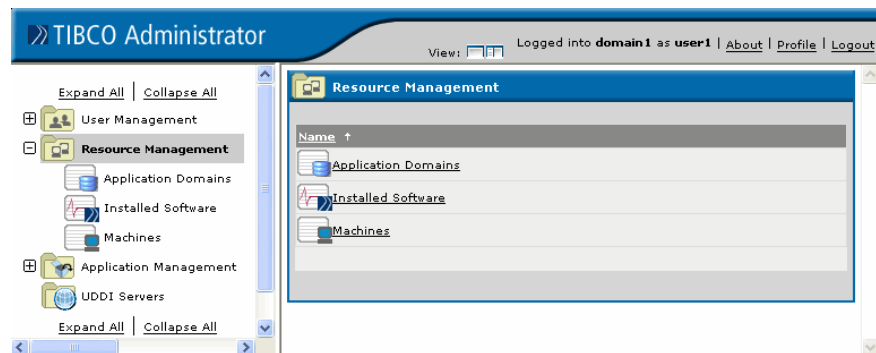 TIBCO Administrator
View:
Logged into domain1 as user1 | About | Profile | Logout
Expand All | Collapse All
User Management
Resource Management
Application Domains
Installed Software
Machines
Application Management
UDDI Servers
Expand All | Collapse All
Resource Management
Name ↑
Application Domains
Installed Software
Machines